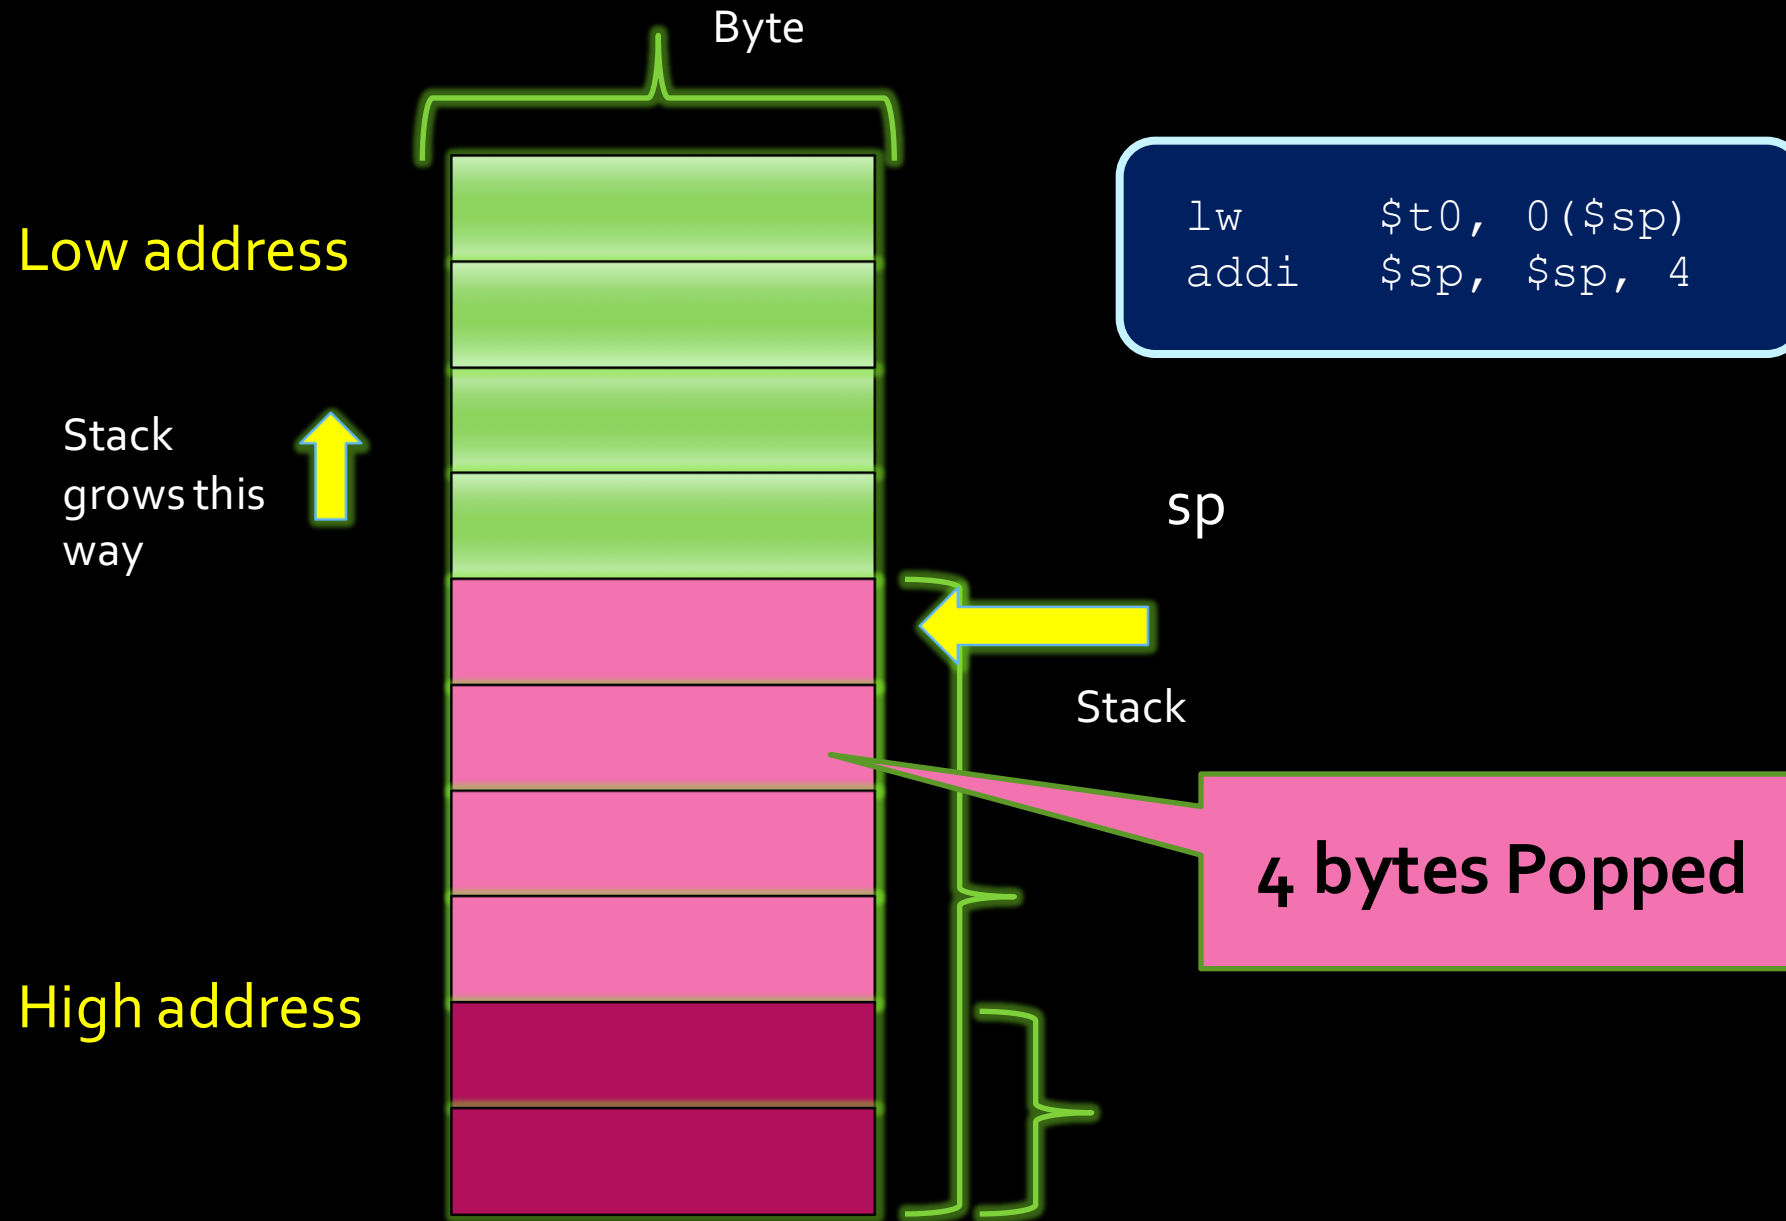 Byte
Low address
lw $t0, 0($sp)
addi $sp, $sp, 4
Stack
grows this
way
sp
Stack
4 bytes Popped
High address